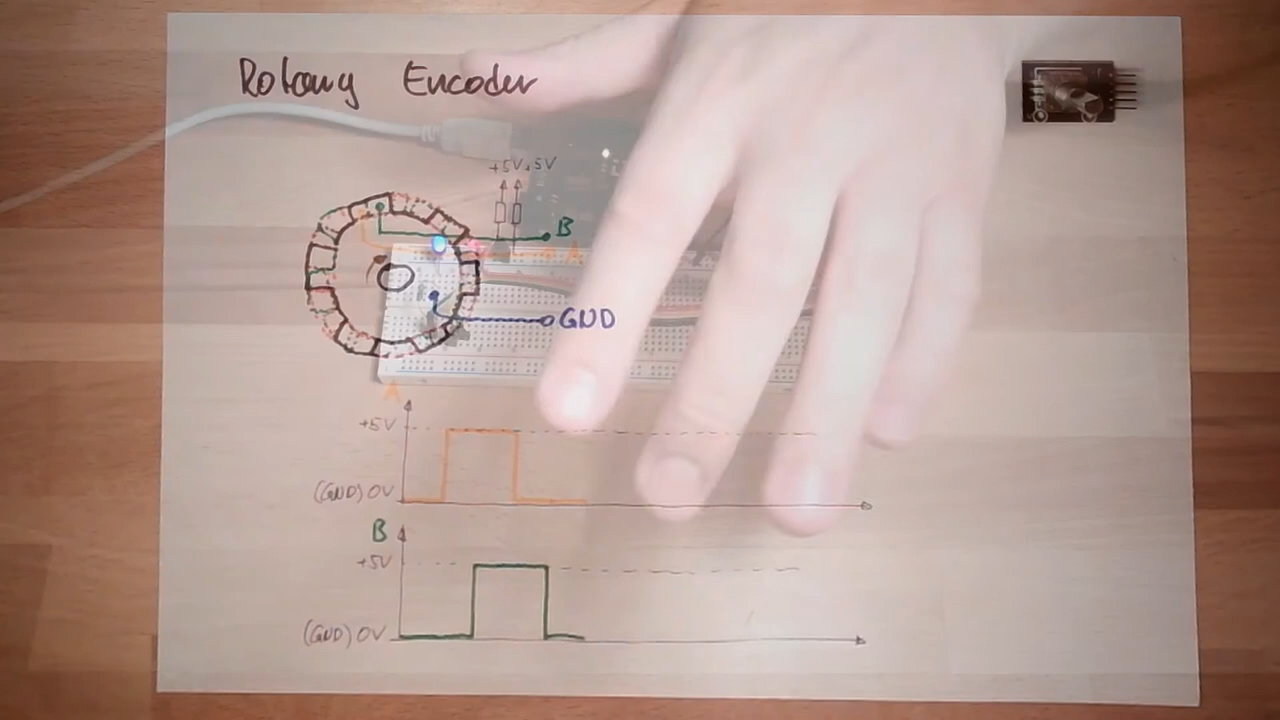 Rotary Encoder
+5V +5V
B
A
GND
A
+5V
(GND) 0V
B
+5V
(GND) 0V